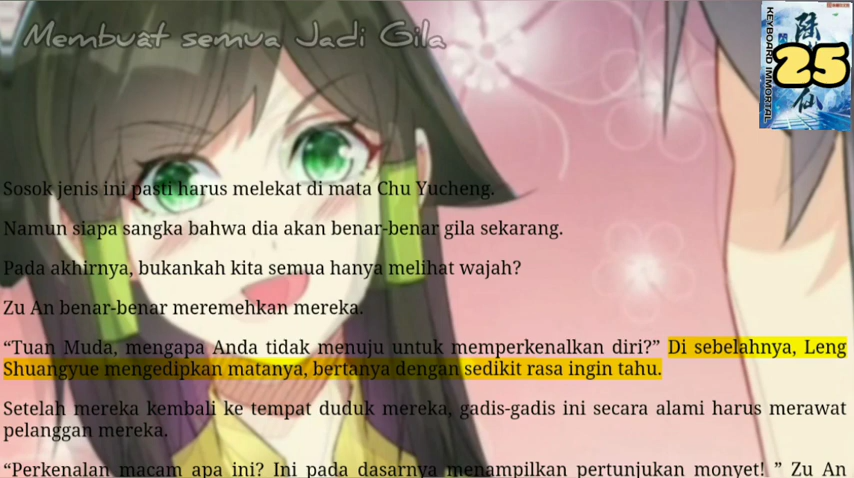 Membuat semua Jadi Gila
KEYBOARD IMMORTAL
25
Sosok jenis ini pasti harus melekat di mata Chu Yucheng.
Namun siapa sangka bahwa dia akan benar-benar gila sekarang.
Pada akhirnya, bukankah kita semua hanya melihat wajah?
Zu An benar-benar meremehkan mereka.
“Tuan Muda, mengapa Anda tidak menuju untuk memperkenalkan diri?” Di sebelahnya, Leng
Shuangyue mengedipkan matanya, bertanya dengan sedikit rasa ingin tahu.
Setelah mereka kembali ke tempat duduk mereka, gadis-gadis ini secara alami harus merawat
pelanggan mereka.
“Perkenalan macam apa ini? Ini pada dasarnya menampilkan pertunjukan monyet! ” Zu An